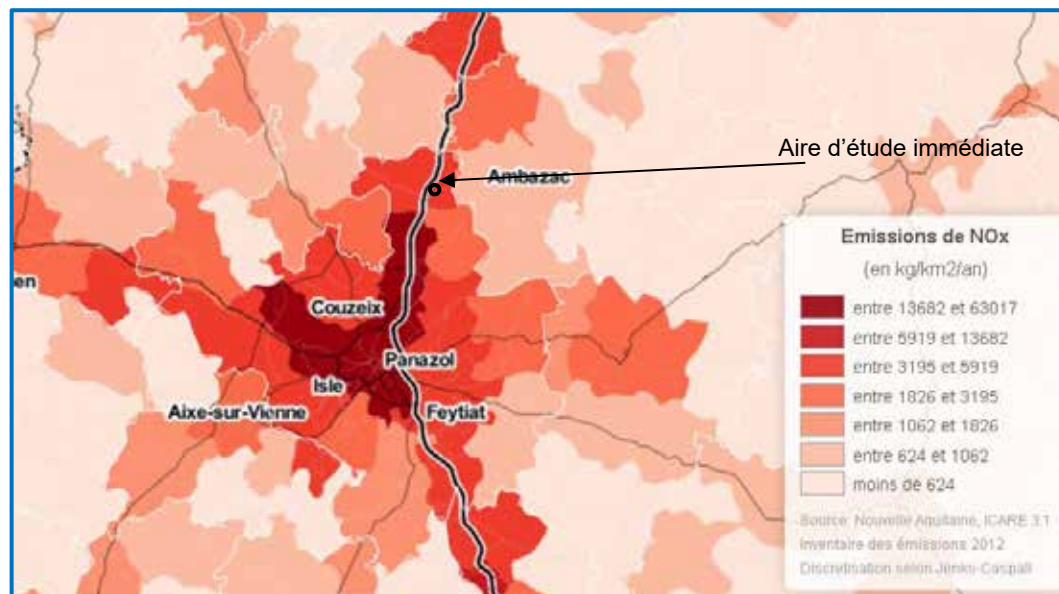 Aire d'étude immédiate
Ambazac
en
Couzeix
Panazol
Isle
Aixe-sur-Vienne
Feytiat
Emissions de NOx
(en kg/km2/an)
entre 13682 et 63017
entre 5919 et 13682
entre 3195 et 5919
entre 1826 et 3195
entre 1062 et 1826
entre 624 et 1062
moins de 624
Source: Nouvelle Aquitaine, ICARE 3.1
Inventaire des émissions 2012
Discrétisation selon Jenks-Caspall